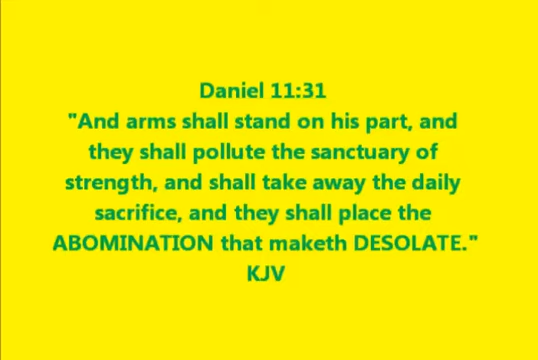 Daniel 11:31
"And arms shall stand on his part, and
they shall pollute the sanctuary of
strength, and shall take away the daily
sacrifice, and they shall place the
ABOMINATION that maketh DESOLATE."
KJV